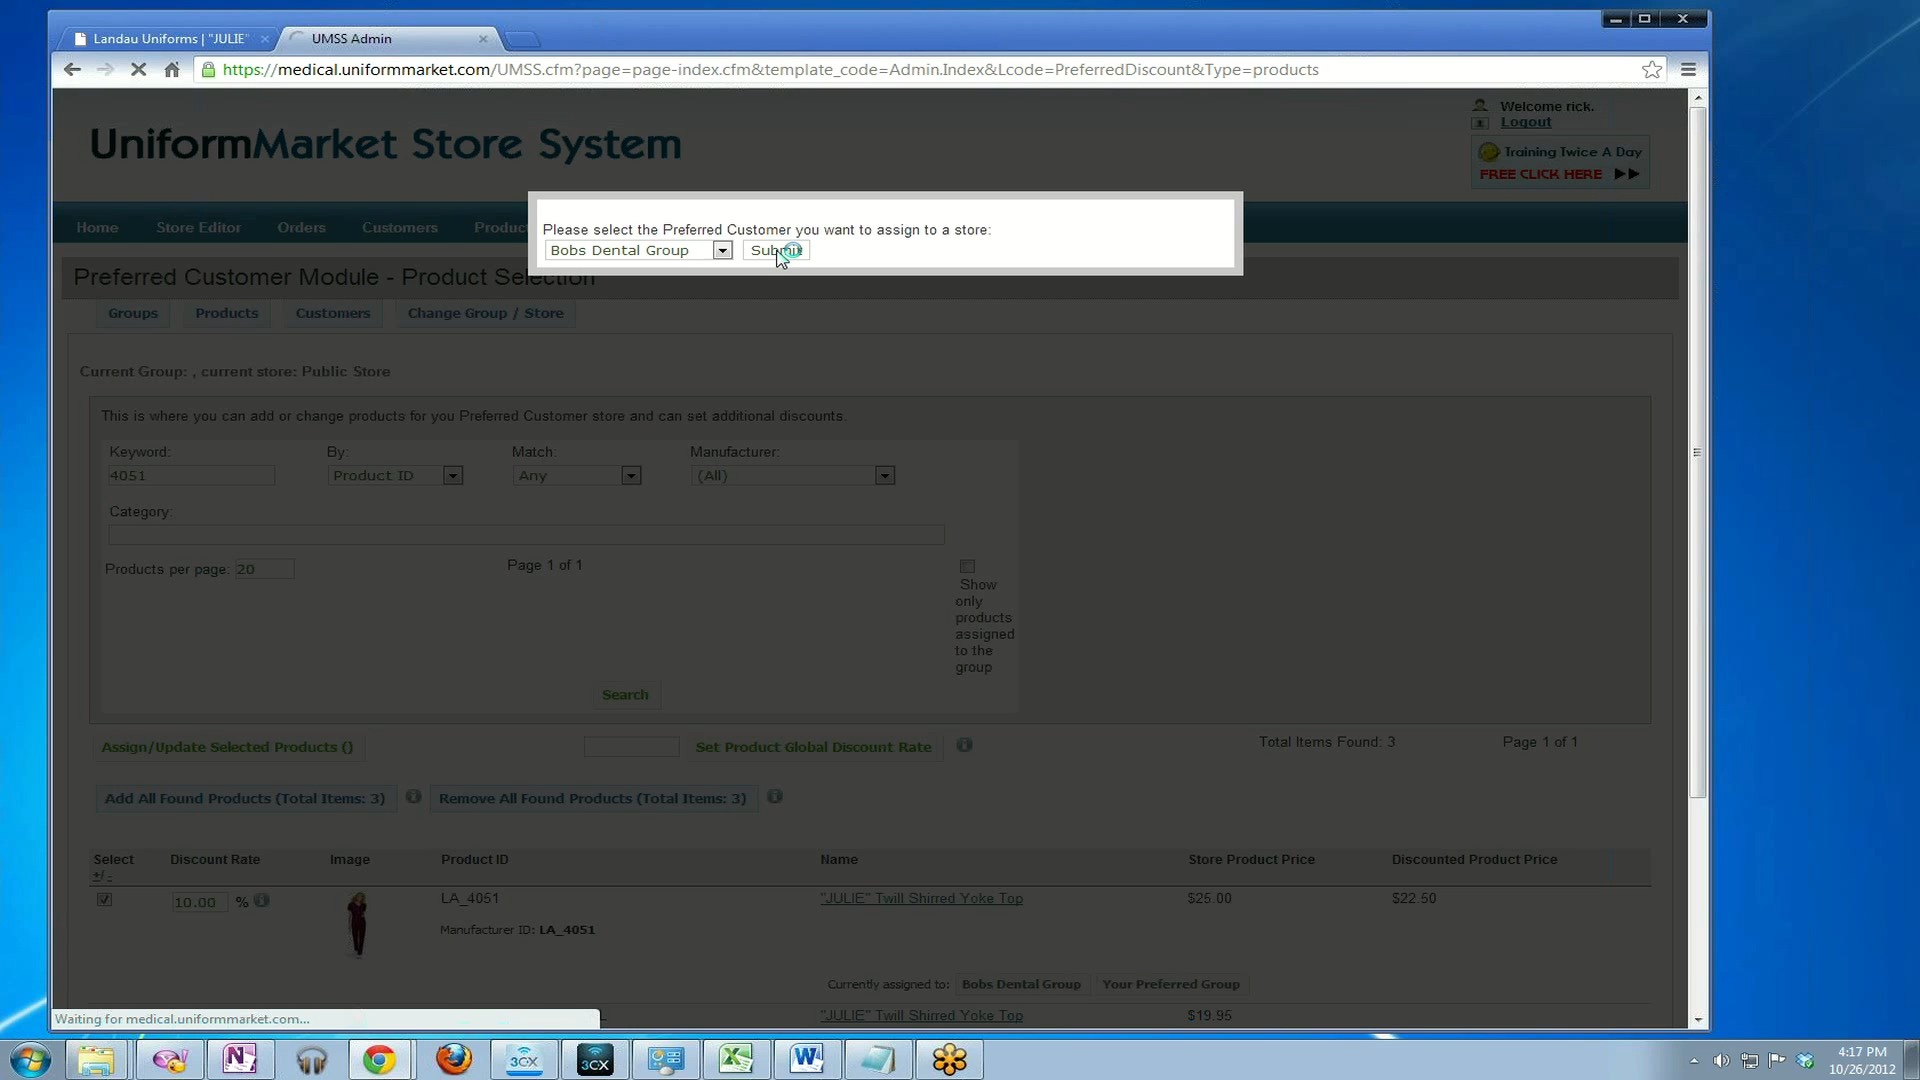 Landau Uniforms | "JULIE"
UMSS Admin
https://medical.uniformmarket.com/UMSS.cfm?page=page-index.cfm&template_code=Admin.Index&Lcode=PreferredDiscount&Type=products
Welcome rick.
Logout
UniformMarket Store System
Training Twice A Day
FREE CLICK HERE
Home Store Editor Orders Customers
Please select the Preferred Customer you want to assign to a store:
Bobs Dental Group Submit
Preferred Customer Module - Product Selection
Groups Products Customers Change Group / Store
Current Group: , current store: Public Store
This is where you can add or change products for you Preferred Customer store and can set additional discounts.
Keyword: By: Match: Manufacturer:
4051 Product ID Any (All)
Category:
Products per page: 20 Page 1 of 1
Show
only
products
assigned
to the
group
Search
Assign/Update Selected Products () Set Product Global Discount Rate Total Items Found: 3 Page 1 of 1
Add All Found Products (Total Items: 3) Remove All Found Products (Total Items: 3)
Select Discount Rate Image Product ID Name Store Product Price Discounted Product Price
+/-
10.00 % LA_4051 "JULIE" Twill Shirred Yoke Top $25.00 $22.50
Manufacturer ID: LA_4051
Currently assigned to: Bobs Dental Group Your Preferred Group
"JULIE" Twill Shirred Yoke Top $19.95
Waiting for medical.uniformmarket.com...
N 3CX 3CX X W
4:17 PM
10/26/2012